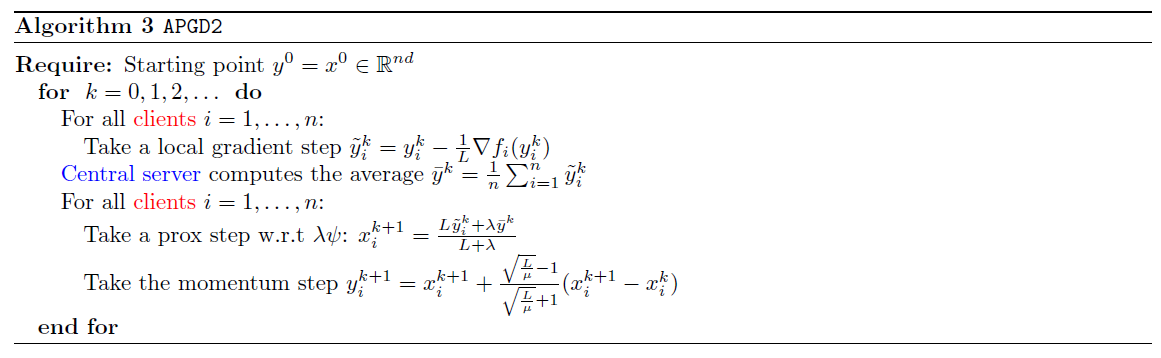 Algorithm 3 APGD2
Require: Starting point $y^0 = x^0 \in \mathbb{R}^{nd}$
for $k = 0, 1, 2, \ldots$ do
For all clients $i = 1, \ldots, n$:
Take a local gradient step $\tilde{y}_i^k = y_i^k - \frac{1}{L} \nabla f_i(y_i^k)$
Central server computes the average $\bar{y}^k = \frac{1}{n} \sum_{i=1}^n \tilde{y}_i^k$
For all clients $i = 1, \ldots, n$:
Take a prox step w.r.t $\lambda\psi$: $x_i^{k+1} = \frac{L\tilde{y}_i^k + \lambda \bar{y}^k}{L + \lambda}$
Take the momentum step $y_i^{k+1} = x_i^{k+1} + \frac{\sqrt{\frac{L}{\mu}} - 1}{\sqrt{\frac{L}{\mu}} + 1} (x_i^{k+1} - x_i^k)$
end for